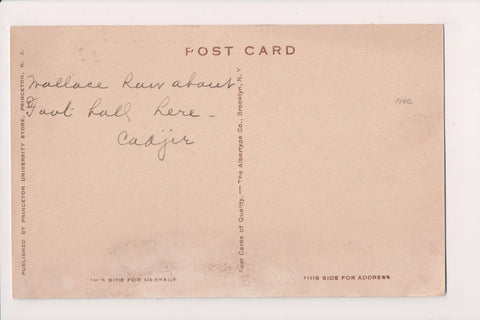 POST CARD
Wallace how about
Foot ball here -
PUBLISHED BY PRINCETON UNIVERSITY STORE, PRINCETON, N. J.
Post Cards of Quality. — The Albertype Co., Brooklyn, N.Y.
THIS SIDE FOR MESSAGE
THIS SIDE FOR ADDRESS